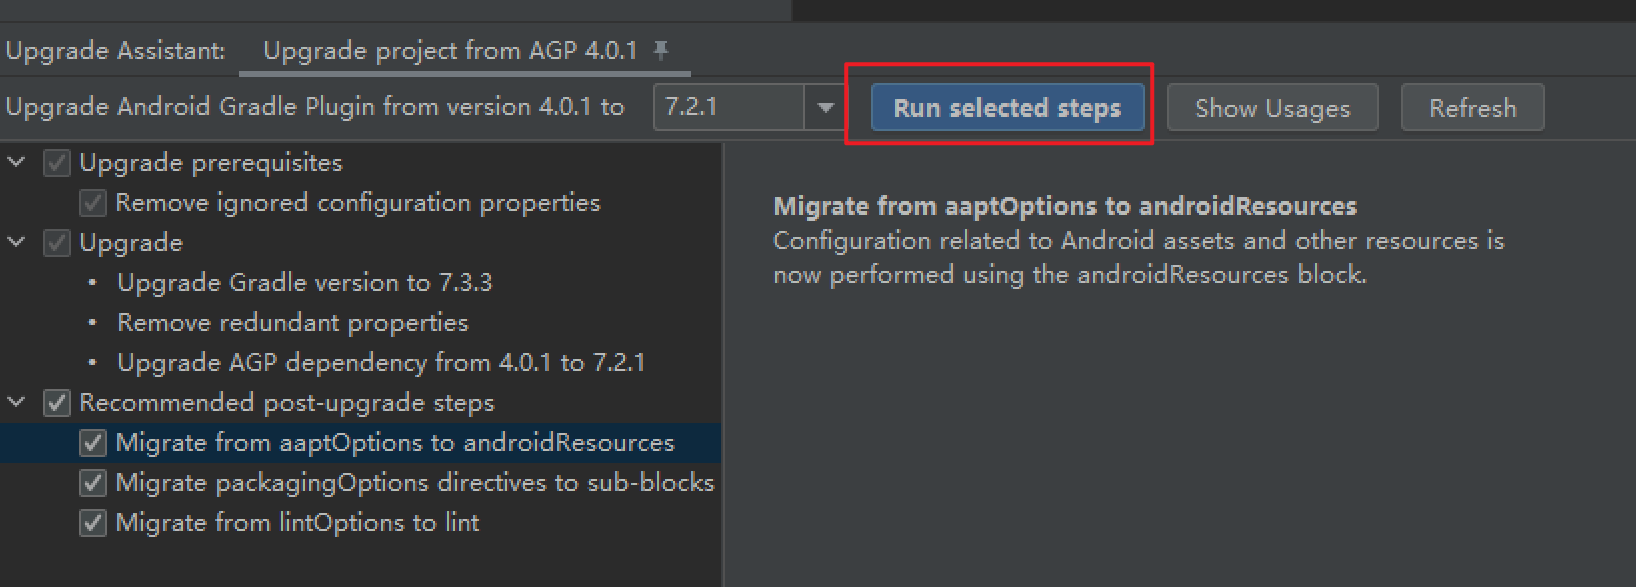 Upgrade Assistant: Upgrade project from AGP 4.0.1
Upgrade Android Gradle Plugin from version 4.0.1 to 7.2.1 Run selected steps Show Usages Refresh
Upgrade prerequisites
Remove ignored configuration properties
Upgrade
• Upgrade Gradle version to 7.3.3
• Remove redundant properties
• Upgrade AGP dependency from 4.0.1 to 7.2.1
Recommended post-upgrade steps
Migrate from aaptOptions to androidResources
Migrate packagingOptions directives to sub-blocks
Migrate from lintOptions to lint
Migrate from aaptOptions to androidResources
Configuration related to Android assets and other resources is
now performed using the androidResources block.